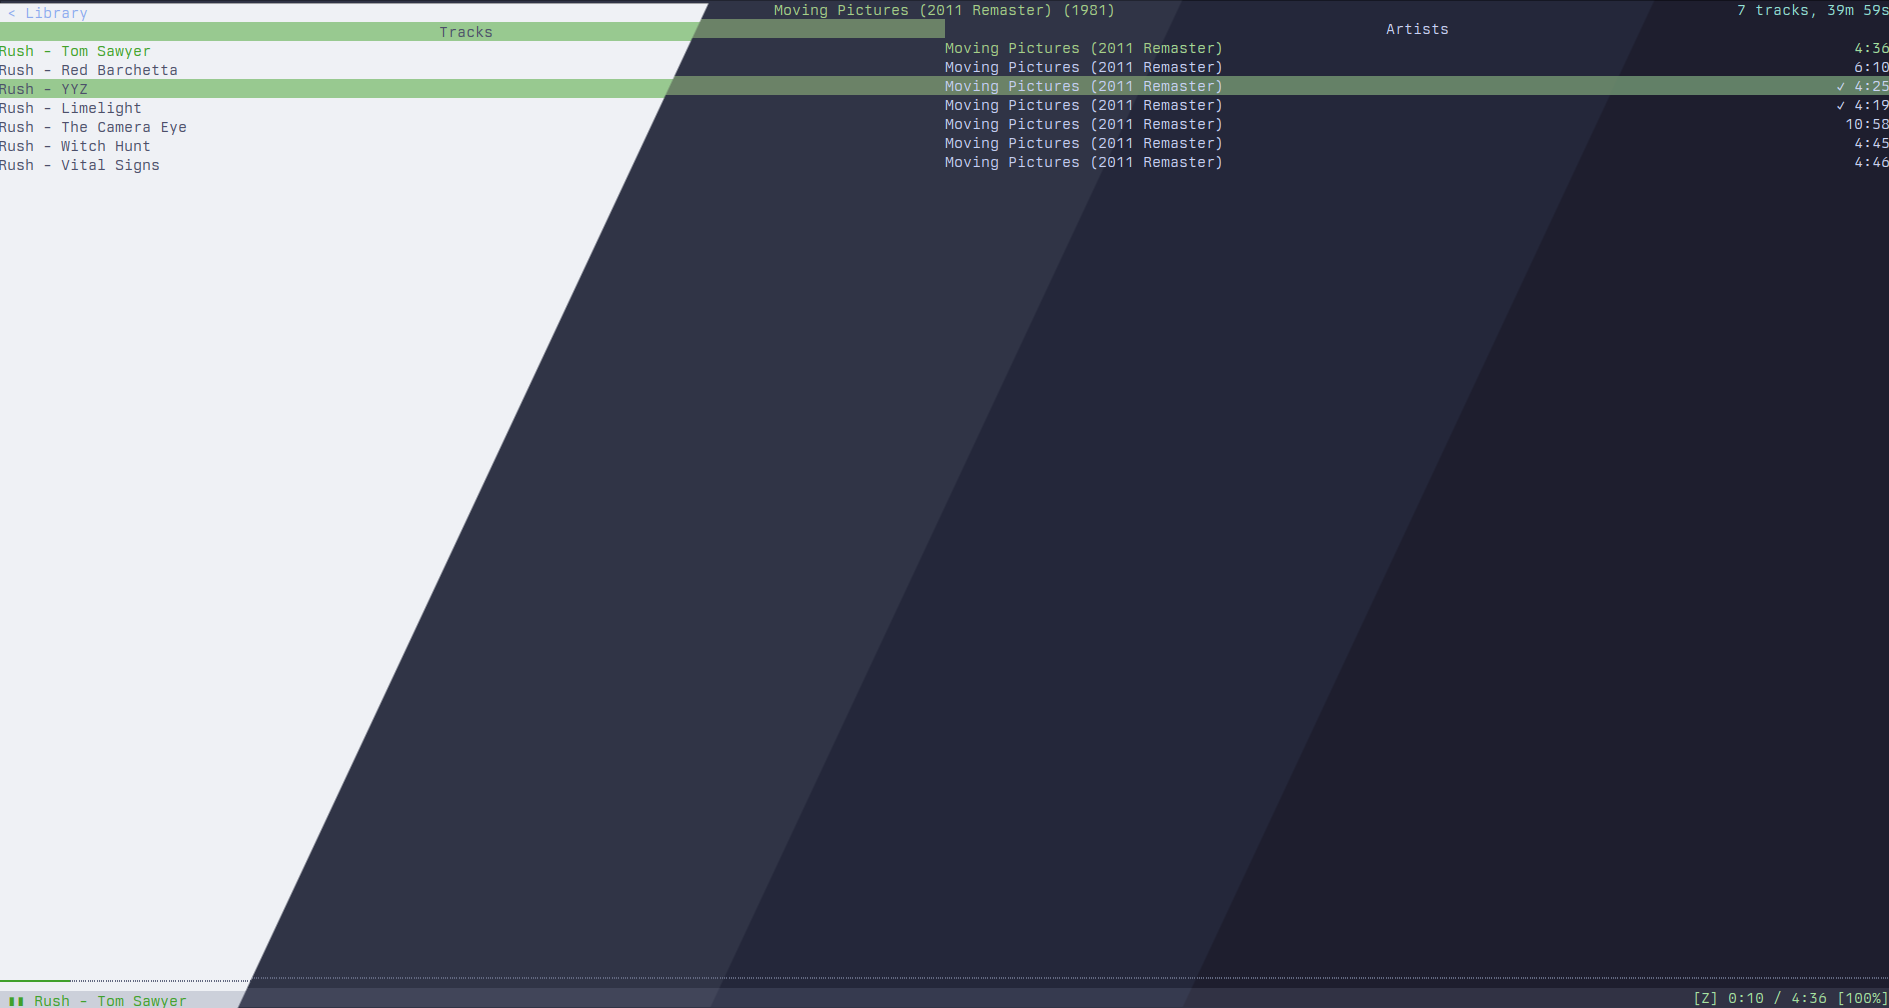 < Library Moving Pictures (2011 Remaster) (1981) 7 tracks, 39m 59s
Tracks Artists
Rush - Tom Sawyer Moving Pictures (2011 Remaster) 4:36
Rush - Red Barchetta Moving Pictures (2011 Remaster) 6:10
Rush - YYZ Moving Pictures (2011 Remaster) ✓ 4:25
Rush - Limelight Moving Pictures (2011 Remaster) ✓ 4:19
Rush - The Camera Eye Moving Pictures (2011 Remaster) 10:58
Rush - Witch Hunt Moving Pictures (2011 Remaster) 4:45
Rush - Vital Signs Moving Pictures (2011 Remaster) 4:46
Rush - Tom Sawyer [Z] 0:10 / 4:36 [100%]